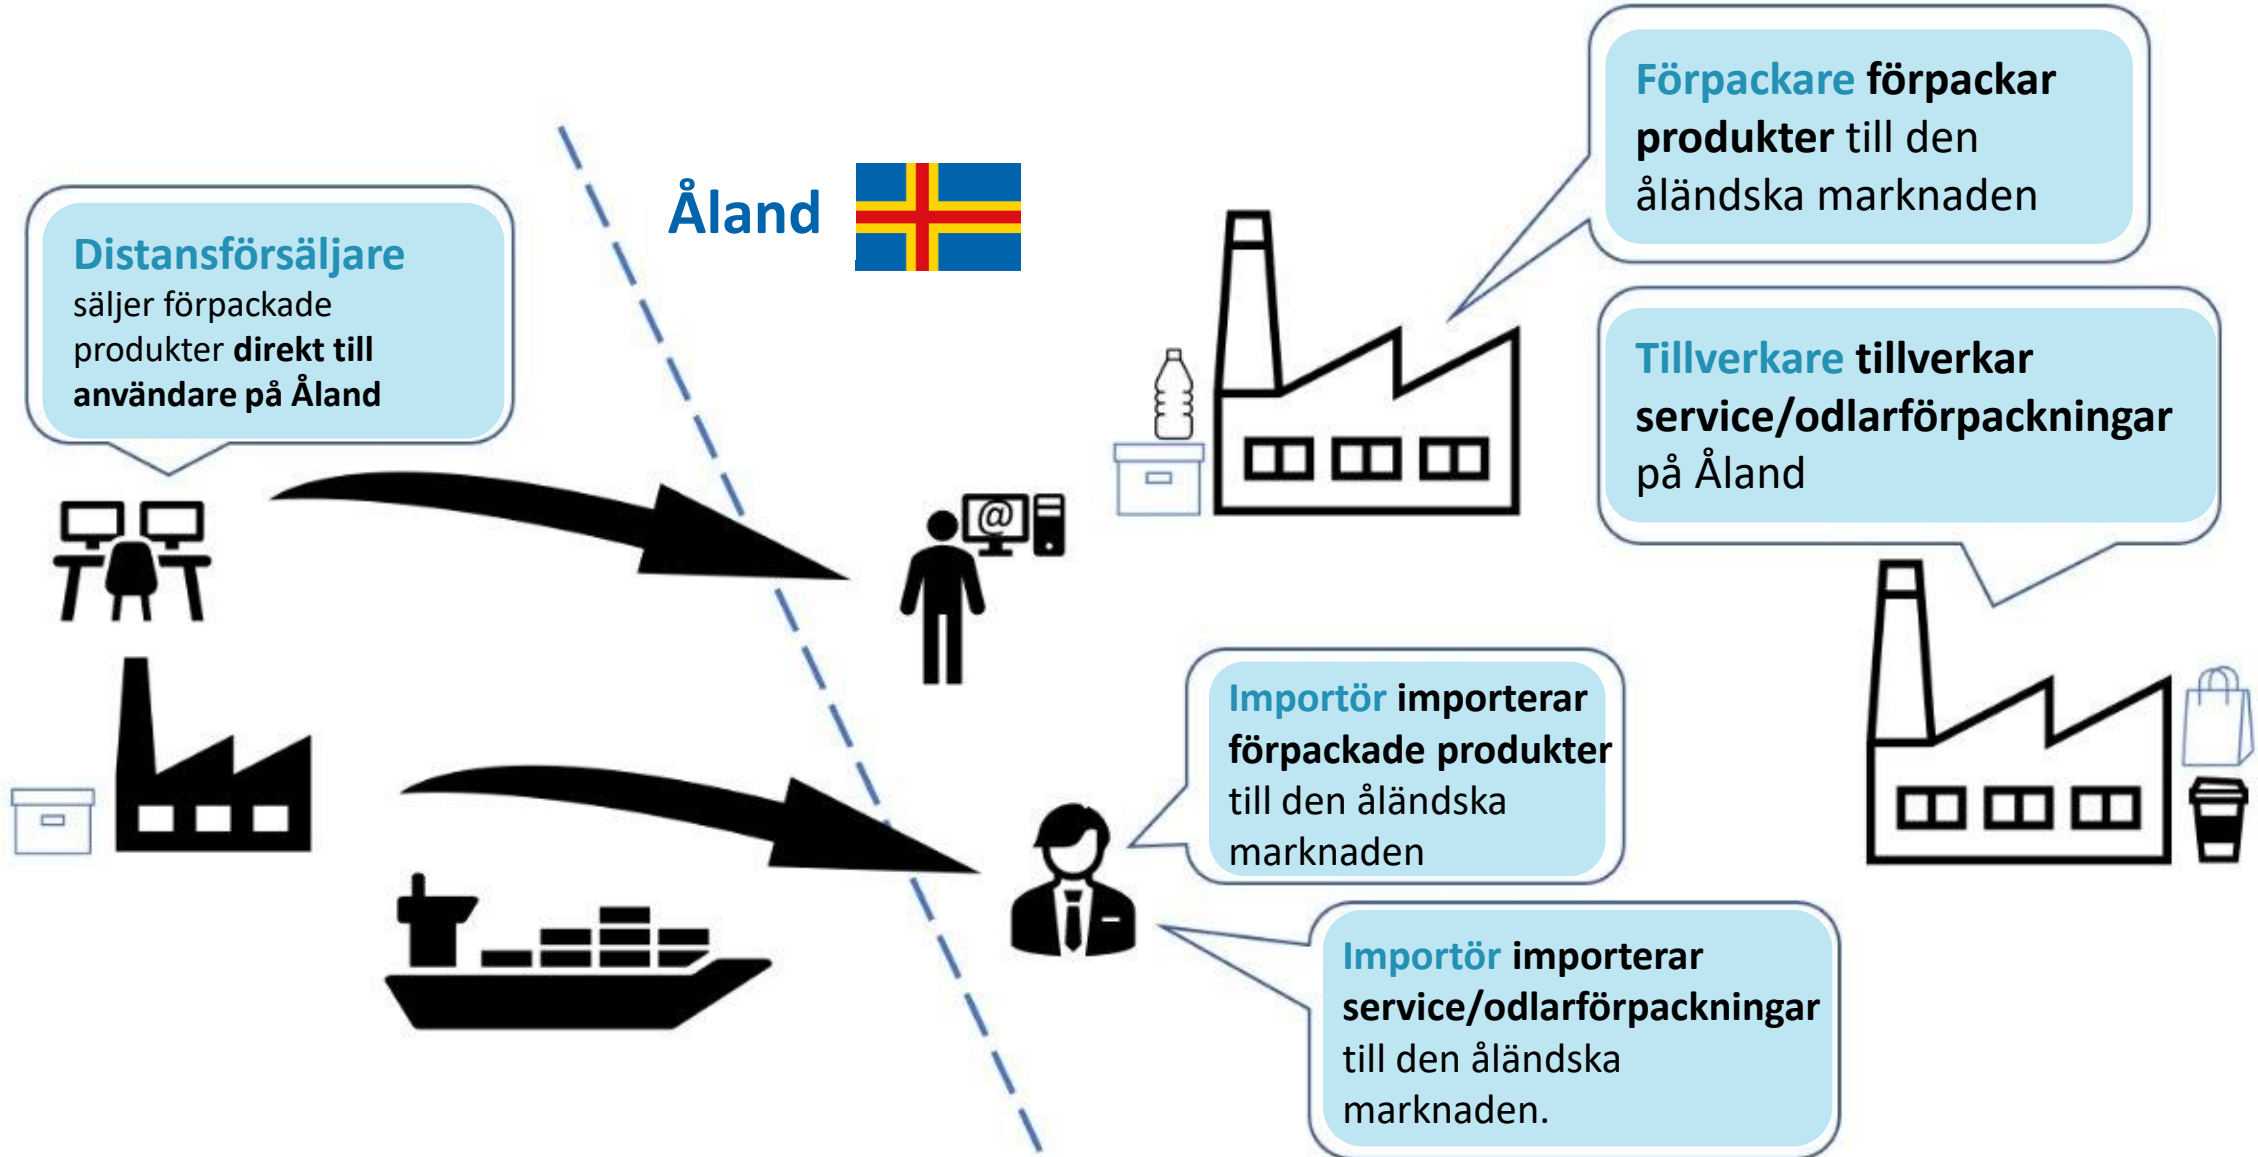 Åland
Distansförsäljare
säljer förpackade
produkter direkt till
användare på Åland
Förpackare förpackar
produkter till den
åländska marknaden
Tillverkare tillverkar
service/odlarförpackningar
på Åland
@
Importör importerar
förpackade produkter
till den åländska
marknaden
Importör importerar
service/odlarförpackningar
till den åländska
marknaden.